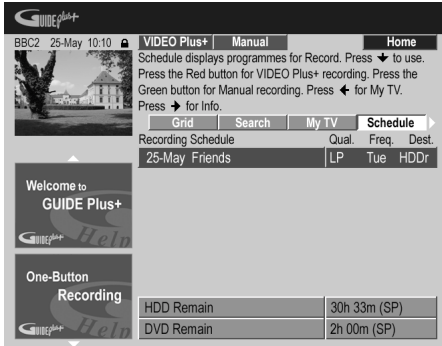 GUIDE Plus+
BBC2 25-May 10:10
VIDEO Plus+ Manual Home
Schedule displays programmes for Record. Press ↓ to use.
Press the Red button for VIDEO Plus+ recording. Press the
Green button for Manual recording. Press ← for My TV.
Press → for Info.
Grid Search My TV Schedule
Recording Schedule Qual. Freq. Dest.
25-May Friends LP Tue HDDr
Welcome to
GUIDE Plus+
GUIDE Plus+ Help
One-Button
Recording
GUIDE Plus+ Help
HDD Remain 30h 33m (SP)
DVD Remain 2h 00m (SP)